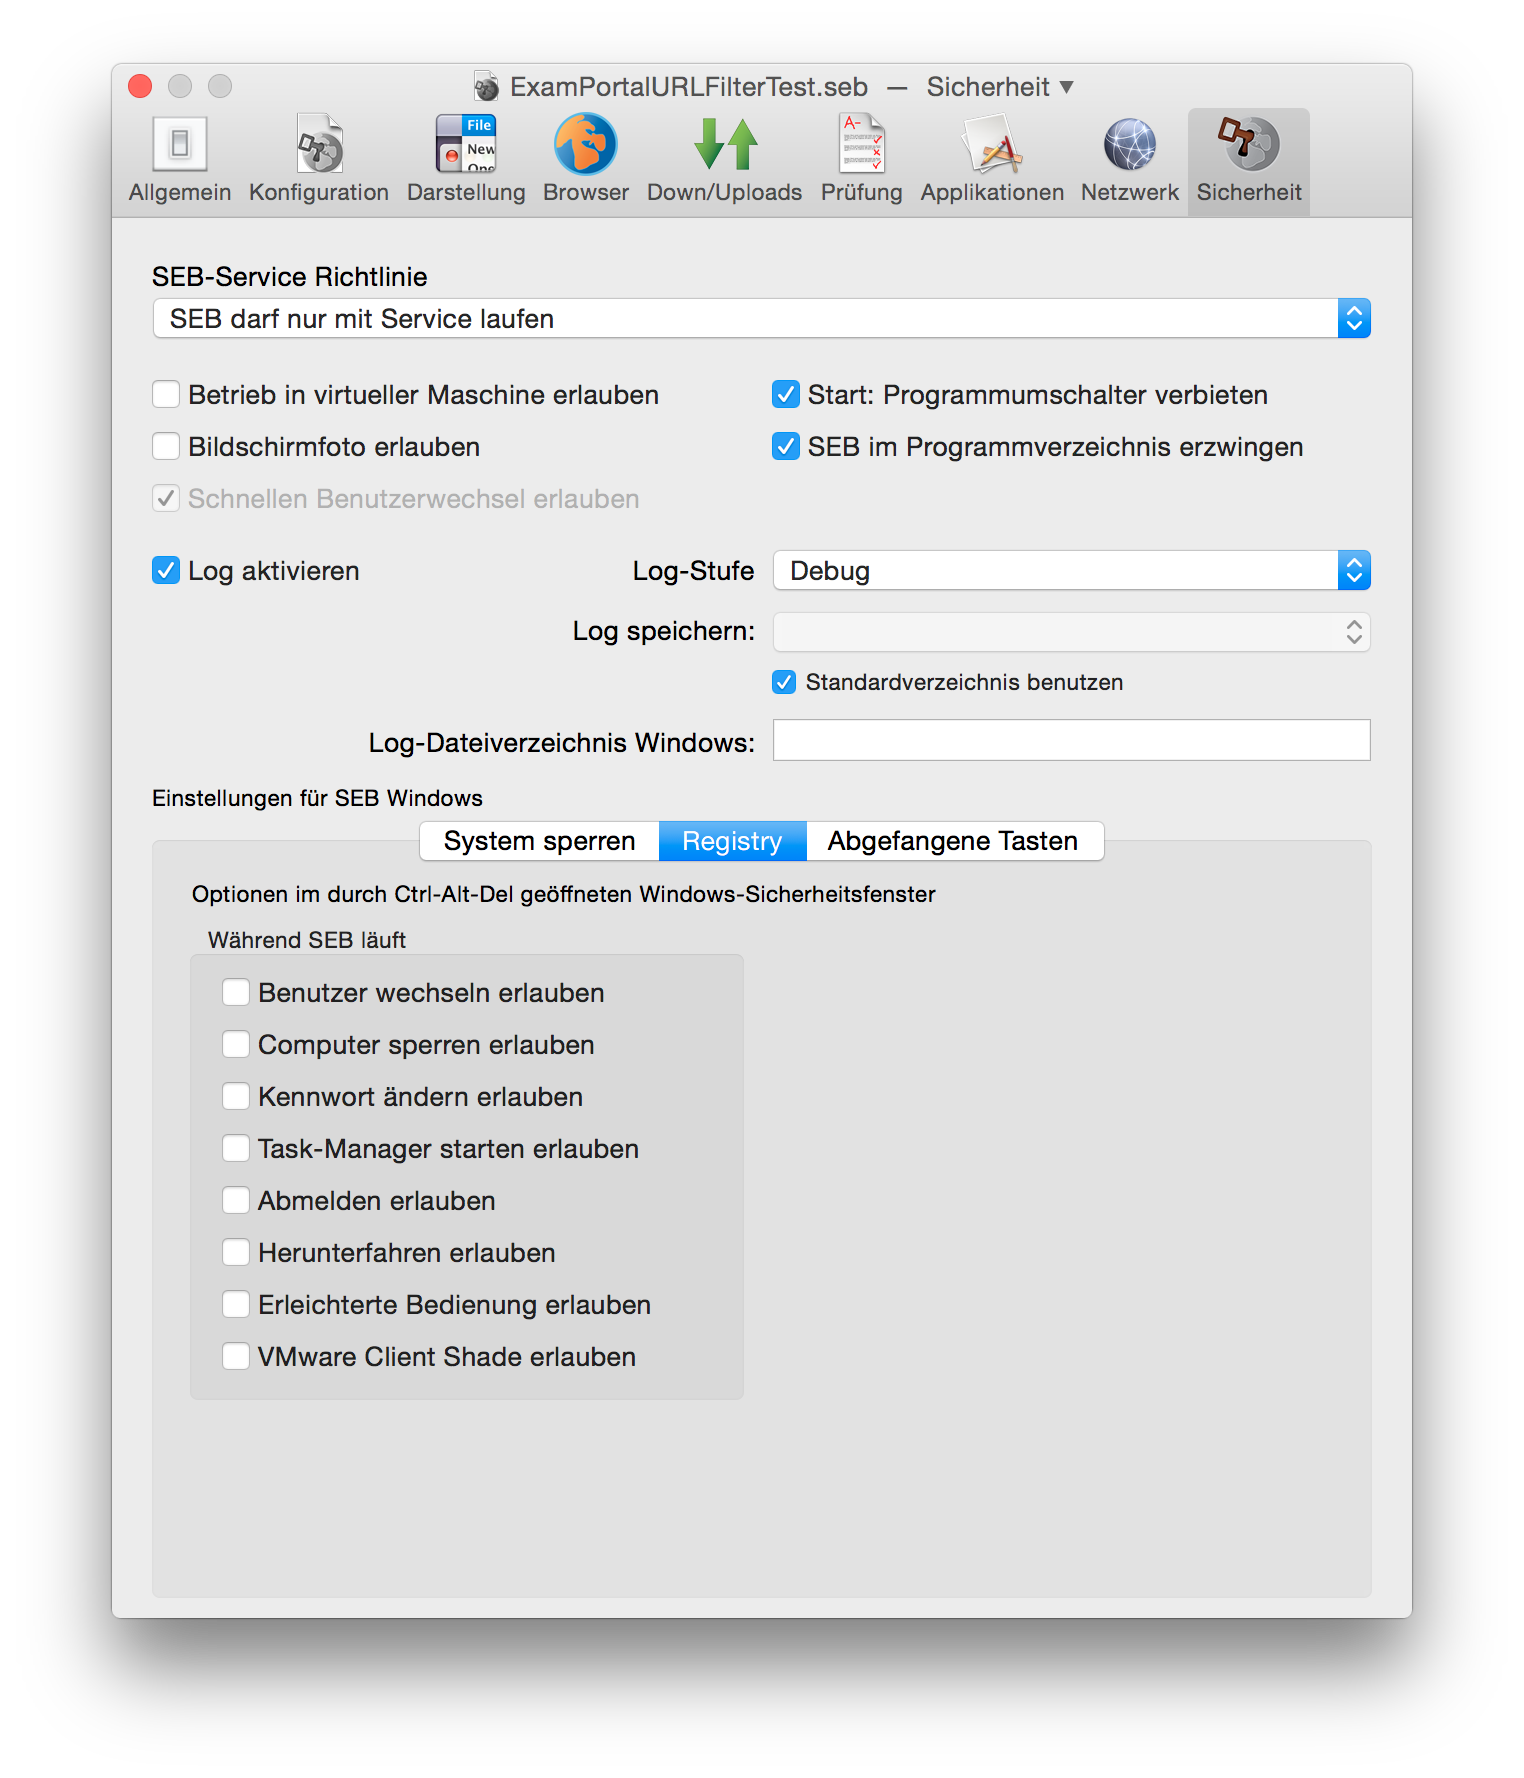 ExamPortalURLFilterTest.seb — Sicherheit
File
New
A-
Allgemein Konfiguration Darstellung Browser Down/Uploads Prüfung Applikationen Netzwerk Sicherheit
SEB-Service Richtlinie
SEB darf nur mit Service laufen
Betrieb in virtueller Maschine erlauben
Start: Programmumschalter verbieten
Bildschirmfoto erlauben
SEB im Programmverzeichnis erzwingen
Schnellen Benutzerwechsel erlauben
Log aktivieren
Log-Stufe Debug
Log speichern:
Standardverzeichnis benutzen
Log-Dateiverzeichnis Windows:
Einstellungen für SEB Windows
System sperren Registry Abgefangene Tasten
Optionen im durch Ctrl-Alt-Del geöffneten Windows-Sicherheitsfenster
Während SEB läuft
Benutzer wechseln erlauben
Computer sperren erlauben
Kennwort ändern erlauben
Task-Manager starten erlauben
Abmelden erlauben
Herunterfahren erlauben
Erleichterte Bedienung erlauben
VMware Client Shade erlauben